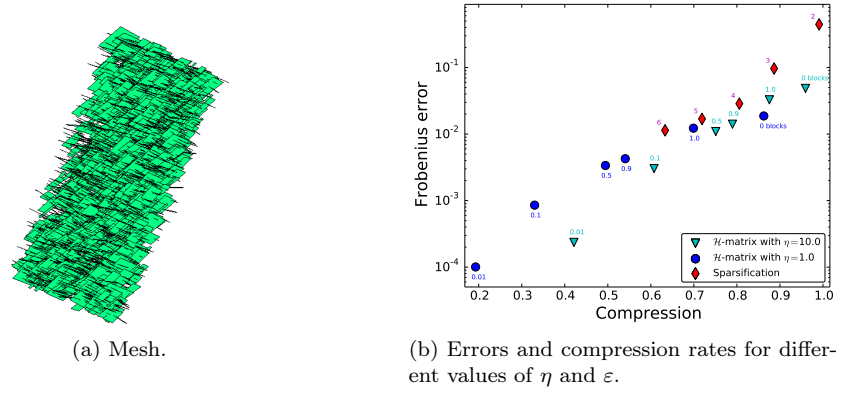 10⁻¹
10⁻²
10⁻³
10⁻⁴
Frobenius error
2
3
0 blocks
1.0
4
5
0.9
0.5
6
1.0
0 blocks
0.1
0.9
0.5
0.1
0.01
0.01
ℋ-matrix with η=10.0
ℋ-matrix with η=1.0
Sparsification
0.2 0.3 0.4 0.5 0.6 0.7 0.8 0.9 1.0
Compression
(a) Mesh.
(b) Errors and compression rates for differ-
ent values of η and ε.